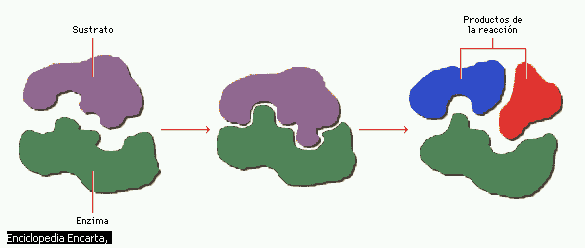 Sustrato
Productos de
la reacción
Enzima
Enciclopedia Encarta,